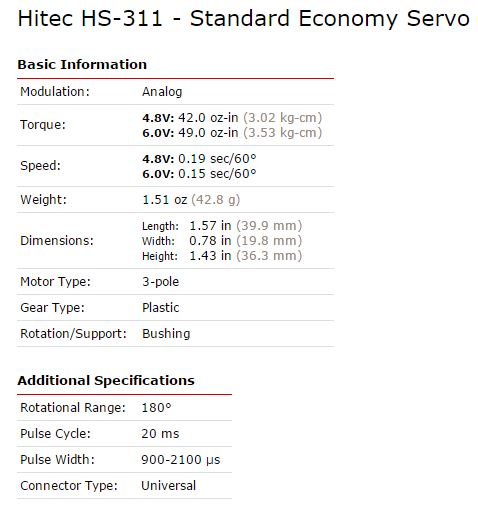 Hitec HS-311 - Standard Economy Servo
Basic Information
Modulation: Analog
Torque: 4.8V: 42.0 oz-in (3.02 kg-cm)
6.0V: 49.0 oz-in (3.53 kg-cm)
Speed: 4.8V: 0.19 sec/60°
6.0V: 0.15 sec/60°
Weight: 1.51 oz (42.8 g)
Dimensions: Length: 1.57 in (39.9 mm)
Width: 0.78 in (19.8 mm)
Height: 1.43 in (36.3 mm)
Motor Type: 3-pole
Gear Type: Plastic
Rotation/Support: Bushing
Additional Specifications
Rotational Range: 180°
Pulse Cycle: 20 ms
Pulse Width: 900-2100 µs
Connector Type: Universal